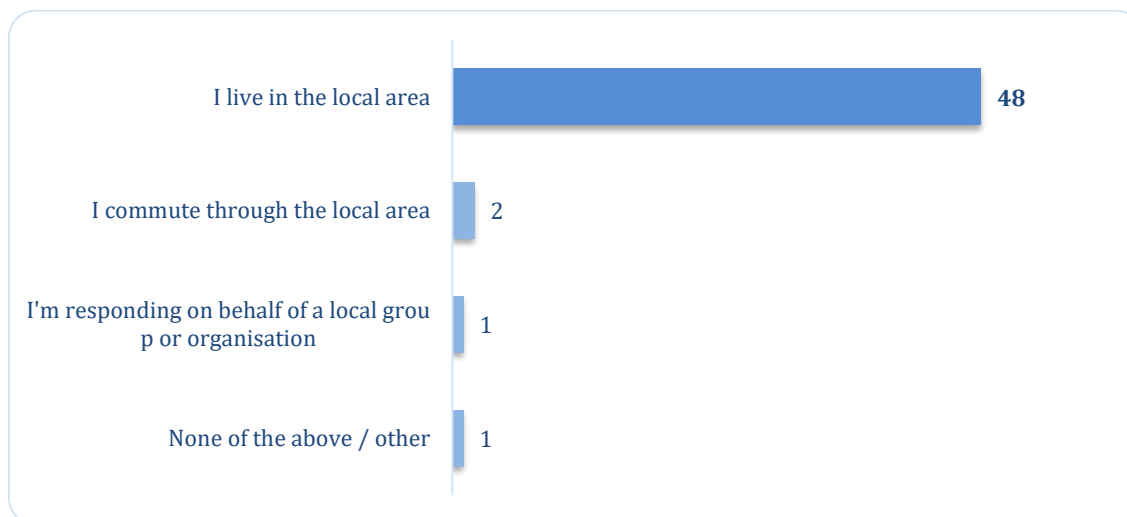 I live in the local area
48
I commute through the local area
2
I'm responding on behalf of a local grou
p or organisation
1
None of the above / other
1